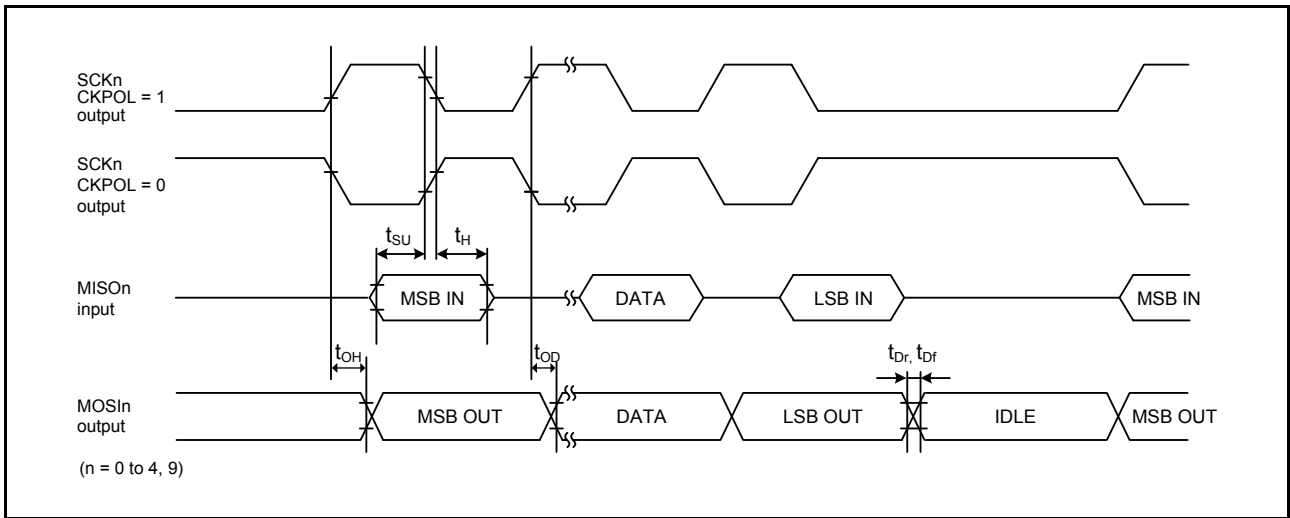 SCKn
CKPOL = 1
output
SCKn
CKPOL = 0
output
tSU
tH
MISOn
input
MSB IN
DATA
LSB IN
MSB IN
tOH
tOD
tDr, tDf
MOSIn
output
MSB OUT
DATA
LSB OUT
IDLE
MSB OUT
(n = 0 to 4, 9)